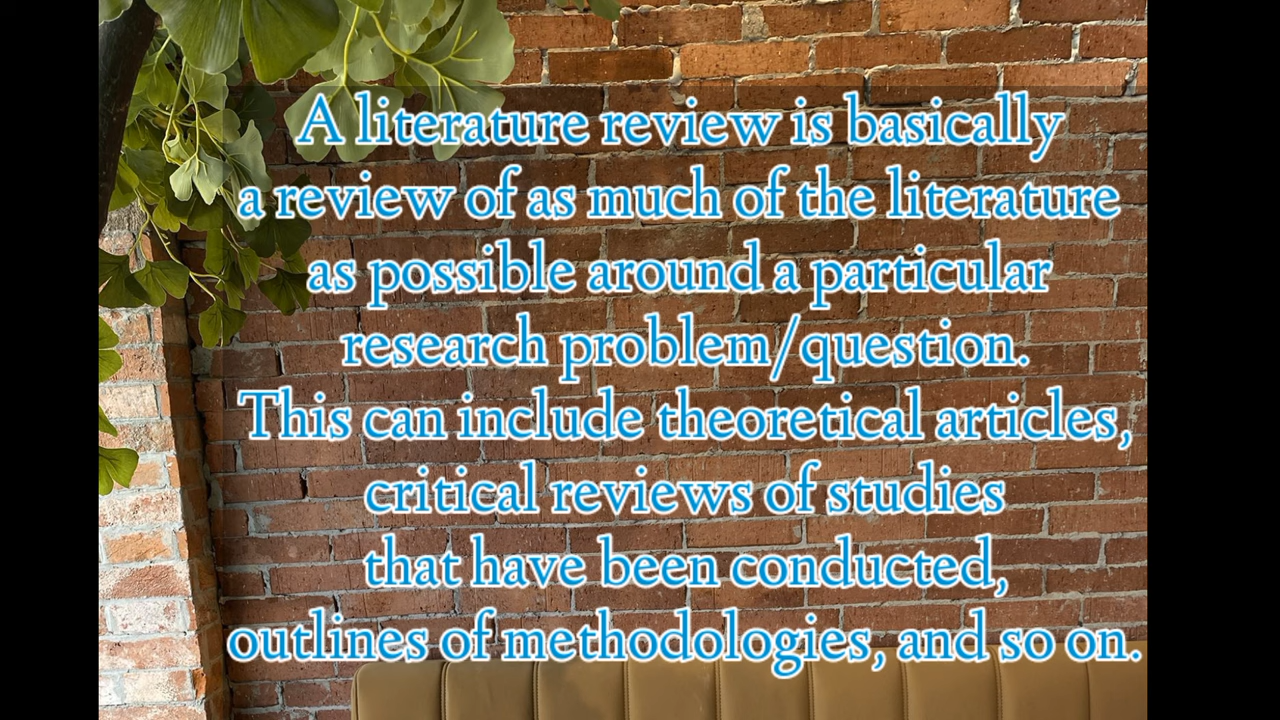 A literature review is basically
a review of as much of the literature
as possible around a particular
research problem/question.
This can include theoretical articles,
critical reviews of studies
that have been conducted,
outlines of methodologies, and so on.